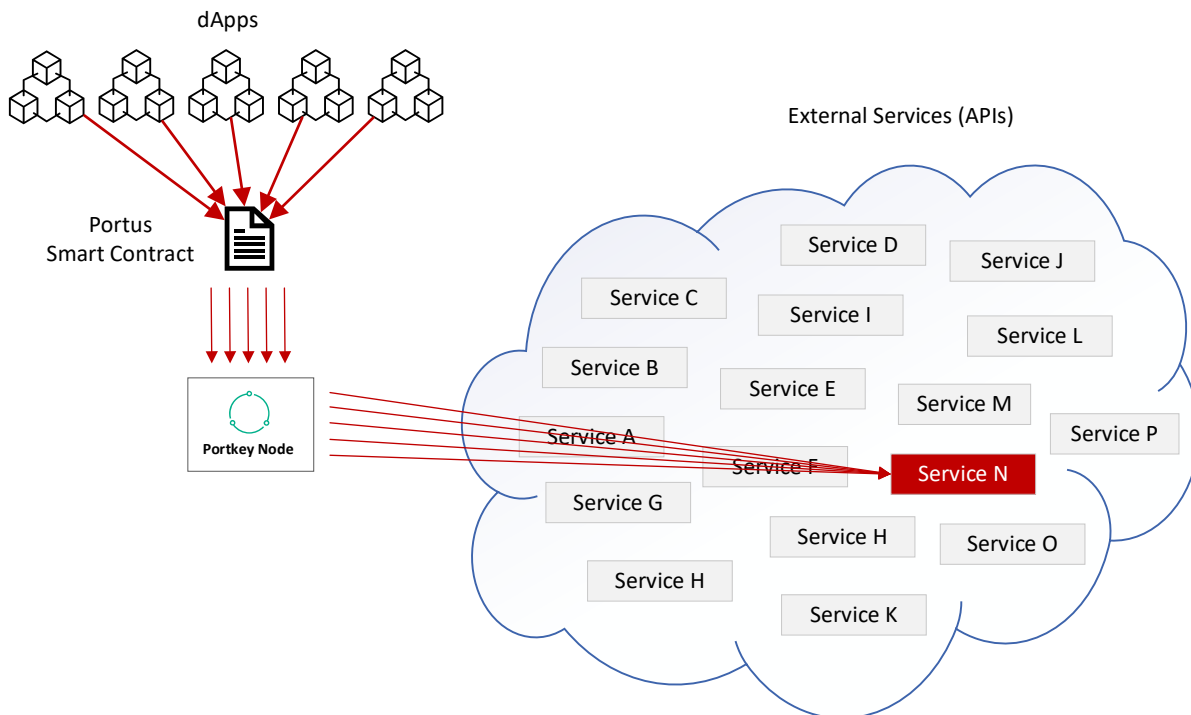 dApps
External Services (APIs)
Portus
Smart Contract
Portkey Node
Service D
Service J
Service C
Service I
Service L
Service B
Service E
Service M
Service A
Service P
Service F
Service N
Service G
Service H
Service O
Service H
Service K